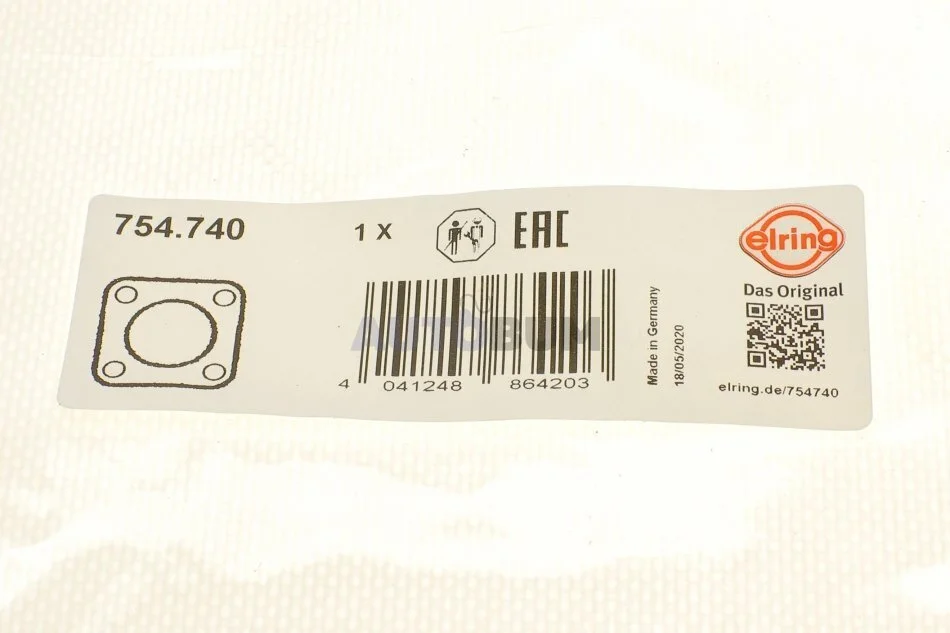 754.740
1 X
EAC
elring
Das Original
elring.de/754740
Made in Germany
18/05/2020
4 041248 864203
AUTOBUM